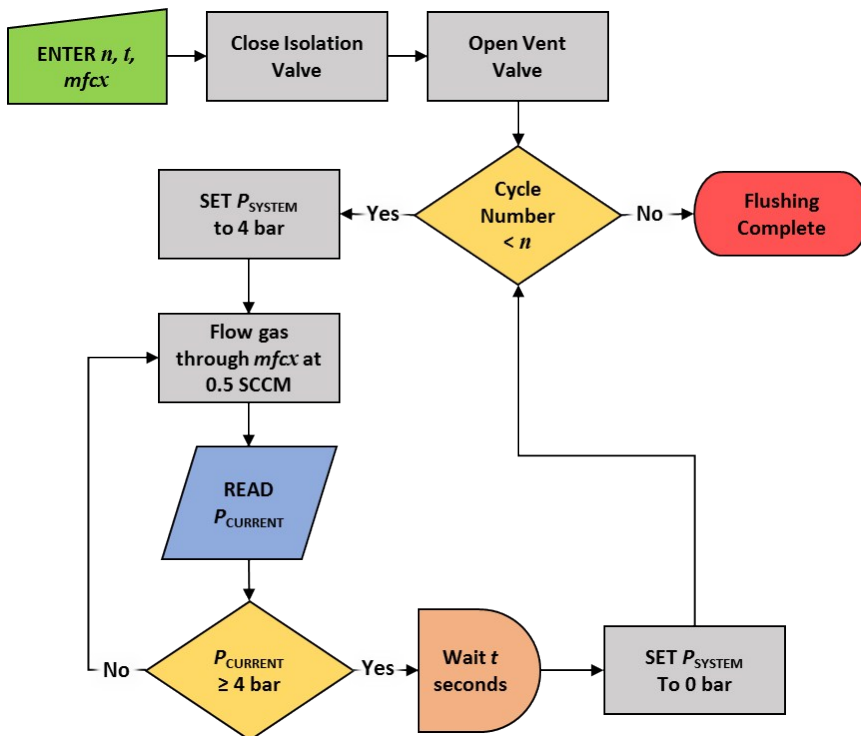 ENTER n, t,
mfcx
Close Isolation
Valve
Open Vent
Valve
Cycle
Number
< n
Yes
No
Flushing
Complete
SET PSYSTEM
to 4 bar
Flow gas
through mfcx at
0.5 SCCM
READ
PCURRENT
PCURRENT
≥ 4 bar
No
Yes
Wait t
seconds
SET PSYSTEM
To 0 bar